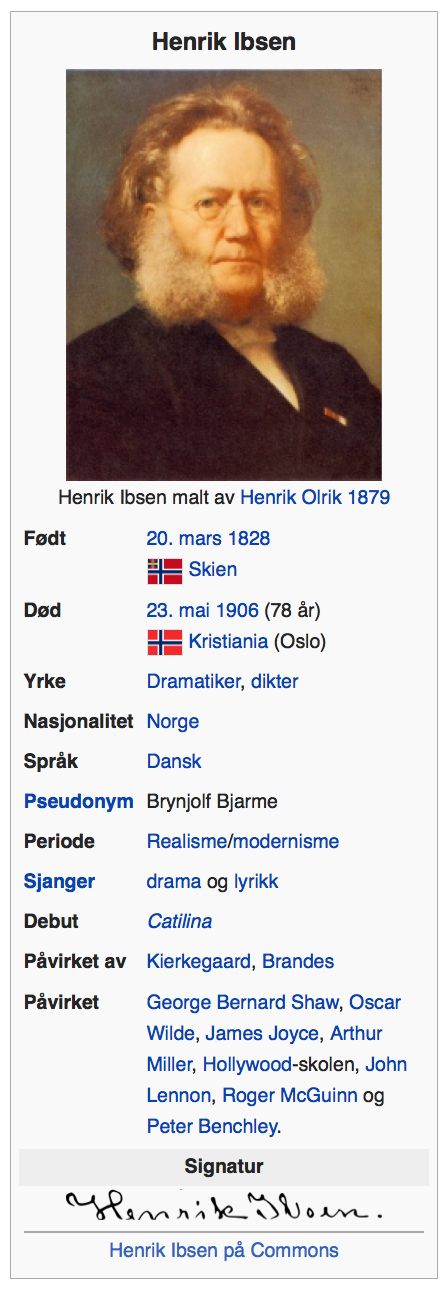 Henrik Ibsen
Henrik Ibsen malt av Henrik Olrik 1879
Født 20. mars 1828
Skien
Død 23. mai 1906 (78 år)
Kristiania (Oslo)
Yrke Dramatiker, dikter
Nasjonalitet Norge
Språk Dansk
Pseudonym Brynjolf Bjarme
Periode Realisme/modernisme
Sjanger drama og lyrikk
Debut Catilina
Påvirket av Kierkegaard, Brandes
Påvirket George Bernard Shaw, Oscar
Wilde, James Joyce, Arthur
Miller, Hollywood-skolen, John
Lennon, Roger McGuinn og
Peter Benchley.
Signatur
Henrik Ibsen.
Henrik Ibsen på Commons